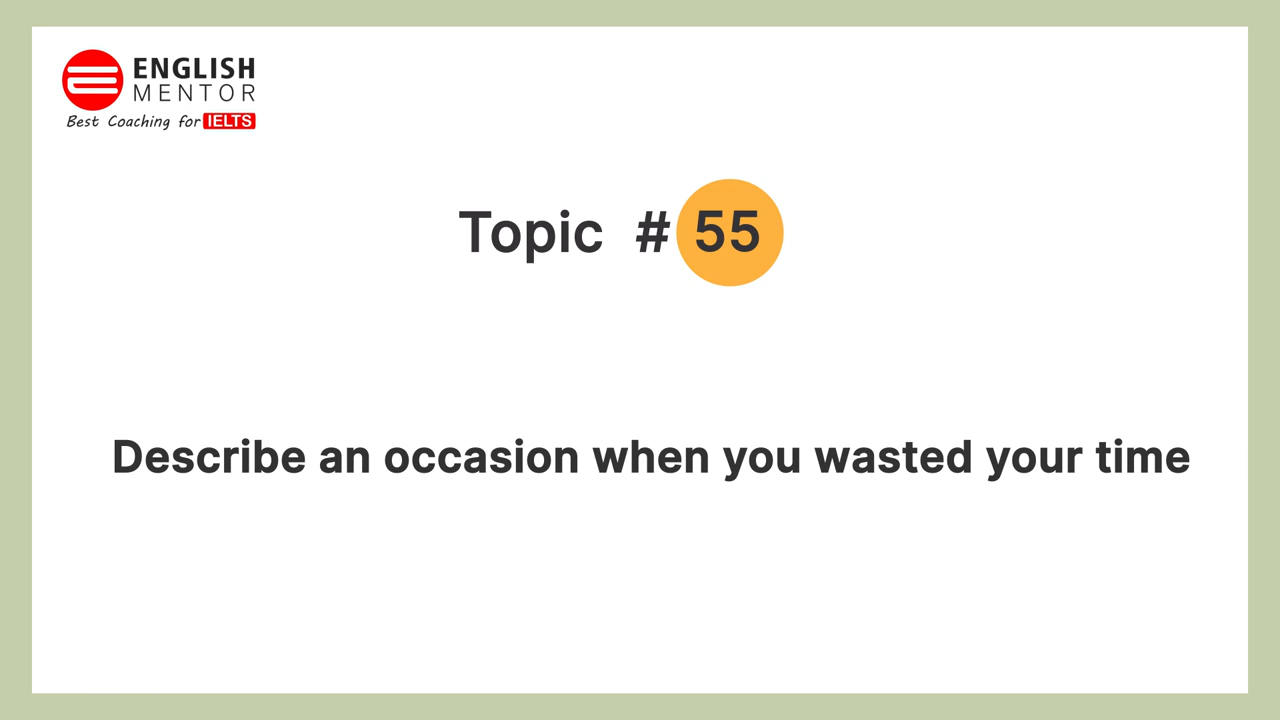 ENGLISH
MENTOR
Best Coaching for IELTS
Topic # 55
Describe an occasion when you wasted your time